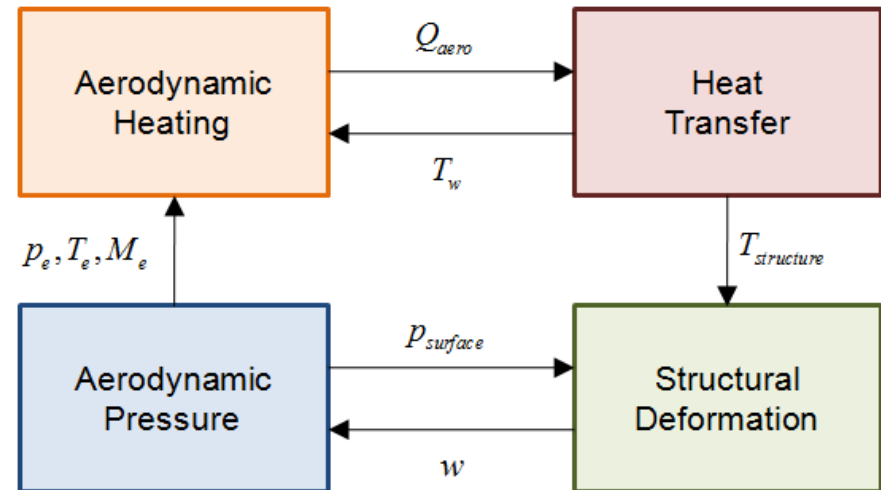 Aerodynamic
Heating
Q_aero
T_w
Heat
Transfer
p_e, T_e, M_e
T_structure
Aerodynamic
Pressure
p_surface
w
Structural
Deformation